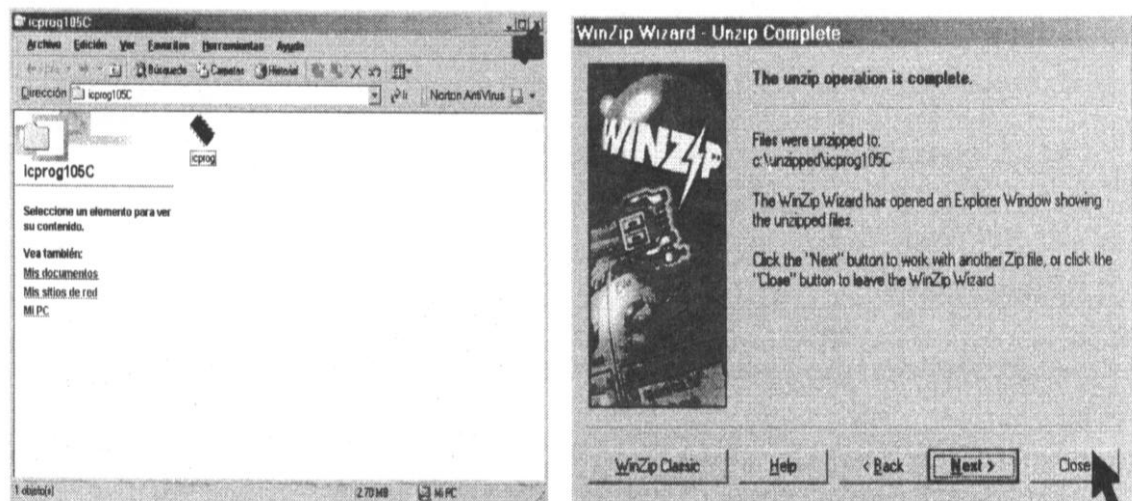 icprog105C
Archivo Edición Ver Favoritos Herramientas Ayuda
Búsqueda Carpetas Historial
Dirección icprog105C Ir Norton AntiVirus
icprog
icprog105C
Seleccione un elemento para ver
su contenido.
Vea también:
Mis documentos
Mis sitios de red
Mi PC
1 objeto(s) 2.70 MB Mi PC
WinZip Wizard - Unzip Complete
WINZIP
The unzip operation is complete.
Files were unzipped to:
c:\unzipped\icprog105C
The WinZip Wizard has opened an Explorer Window showing
the unzipped files.
Click the "Next" button to work with another Zip file, or click the
"Close" button to leave the WinZip Wizard.
WinZip Classic Help < Back Next > Close